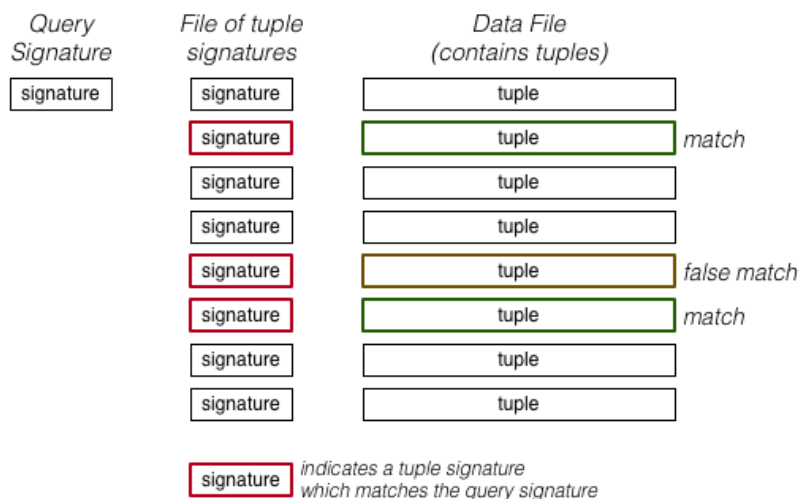 Query
Signature
File of tuple
signatures
Data File
(contains tuples)
signature
signature
tuple
signature
tuple
match
signature
tuple
signature
tuple
signature
tuple
false match
signature
tuple
match
signature
tuple
signature
tuple
signature
indicates a tuple signature
which matches the query signature